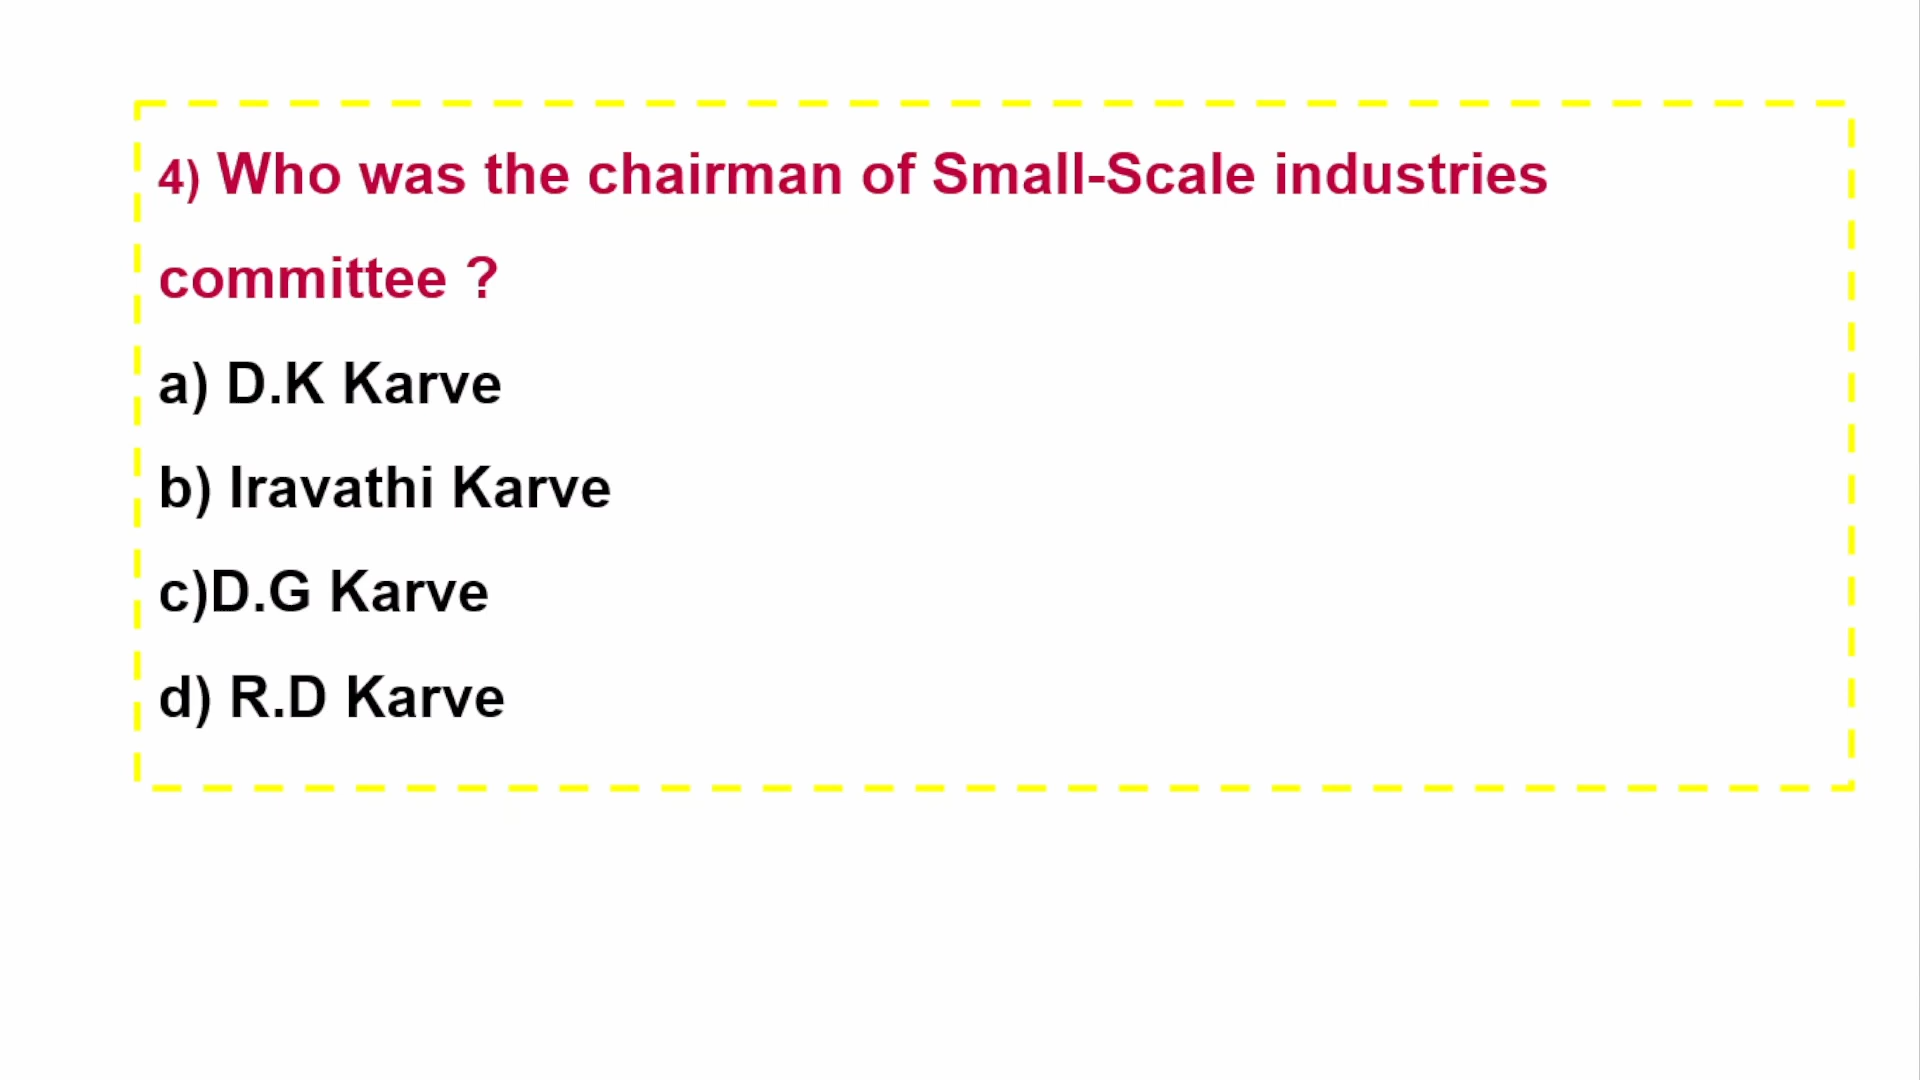 4) Who was the chairman of Small-Scale industries
committee ?
a) D.K Karve
b) Iravathi Karve
c)D.G Karve
d) R.D Karve